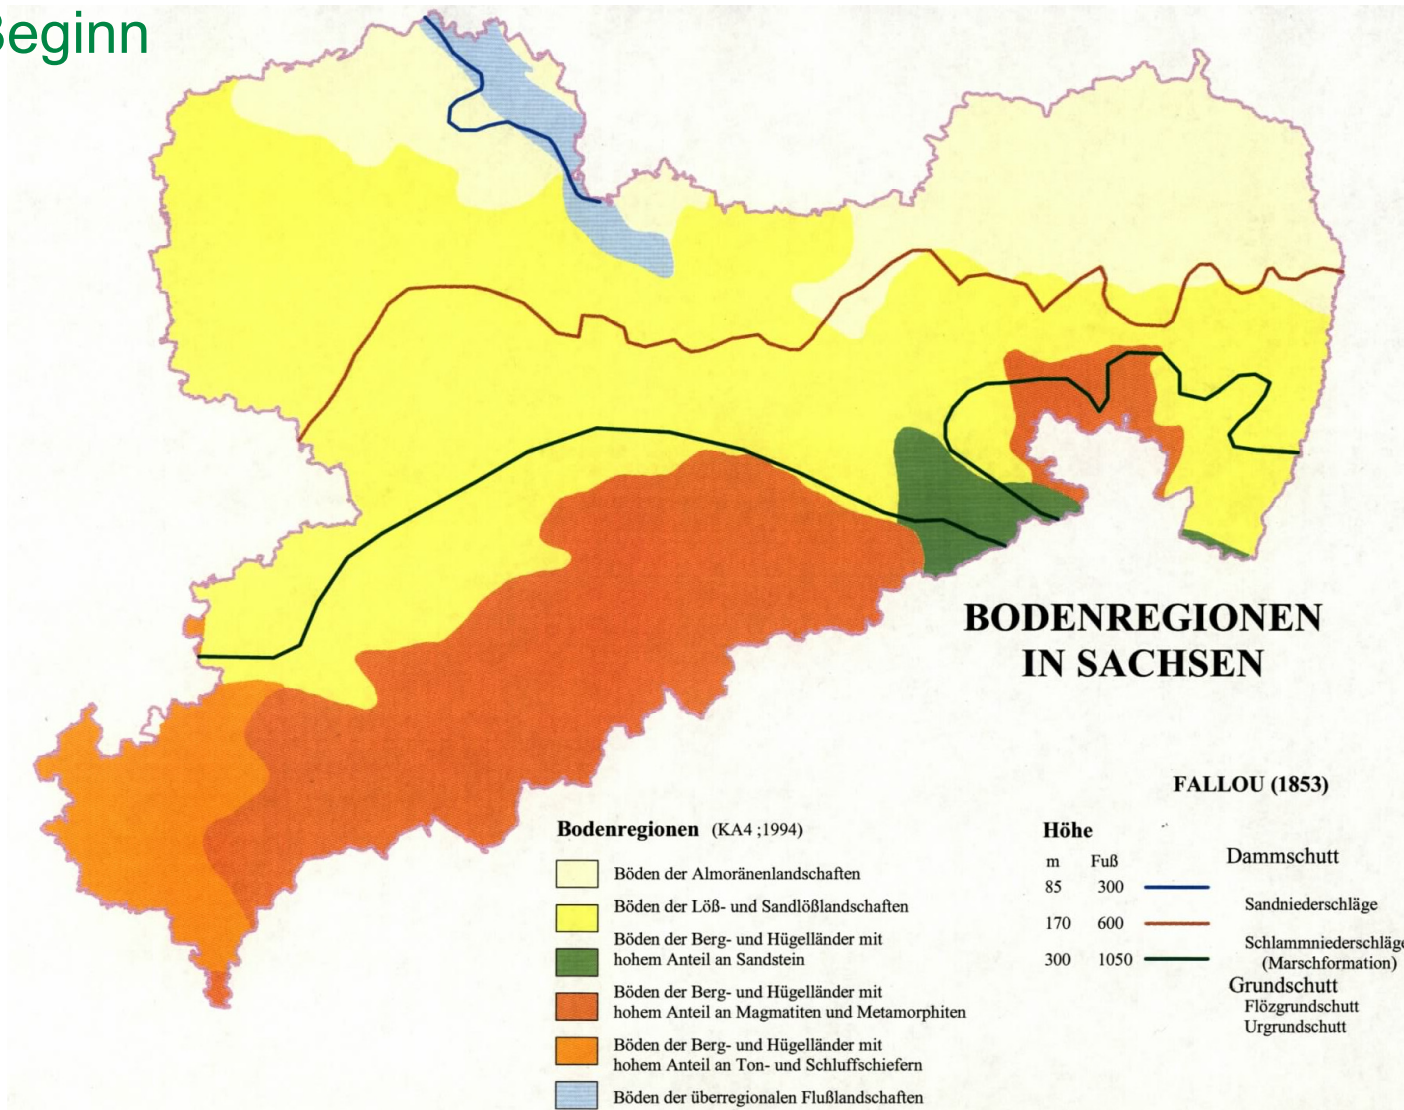 Beginn
BODENREGIONEN
IN SACHSEN
FALLOU (1853)
Bodenregionen (KA4 ;1994)
Böden der Almoränenlandschaften
Böden der Löß- und Sandlößlandschaften
Böden der Berg- und Hügelländer mit
hohem Anteil an Sandstein
Böden der Berg- und Hügelländer mit
hohem Anteil an Magmatiten und Metamorphiten
Böden der Berg- und Hügelländer mit
hohem Anteil an Ton- und Schluffschiefern
Böden der überregionalen Flußlandschaften
Höhe
m Fuß
Dammschutt
85 300
Sandniederschläge
170 600
Schlammniederschläge
(Marschformation)
300 1050
Grundschutt
Flözgrundschutt
Urgrundschutt